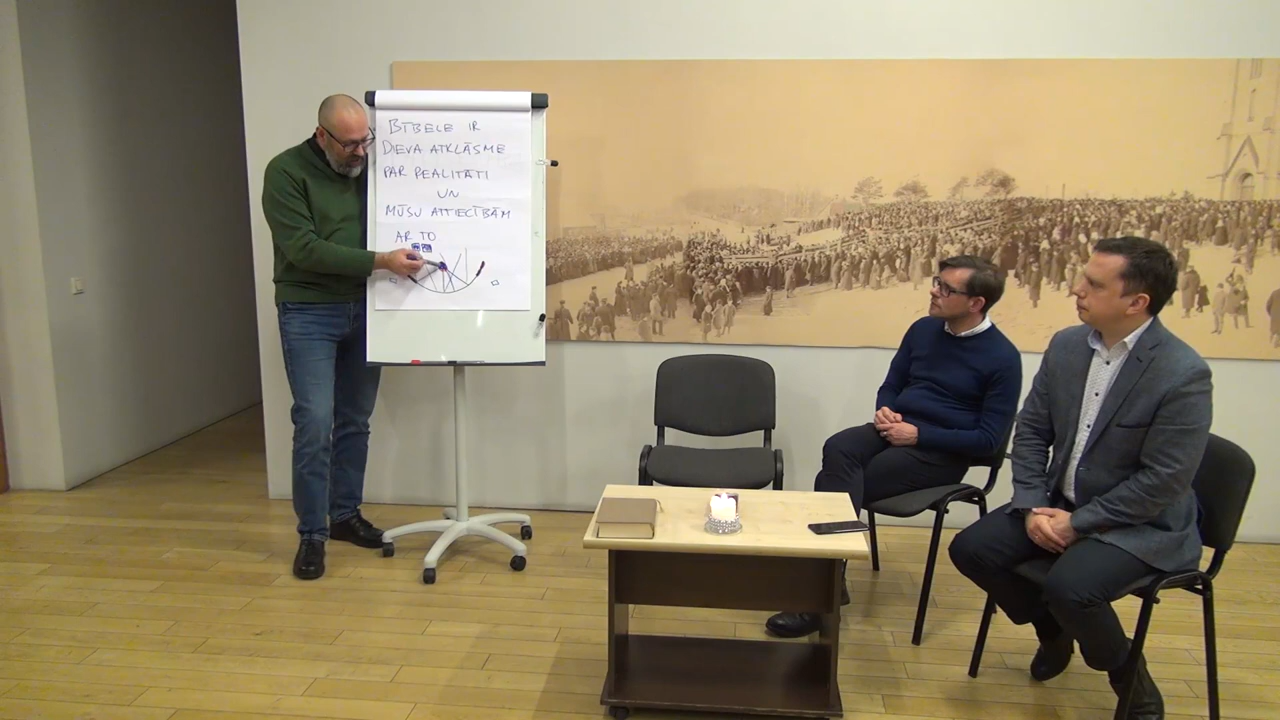 BĪBELE IR
DIEVA ATKLĀSME
PAR REALITĀTI
UN
MŪSU ATTIECĪBĀM
AR TO